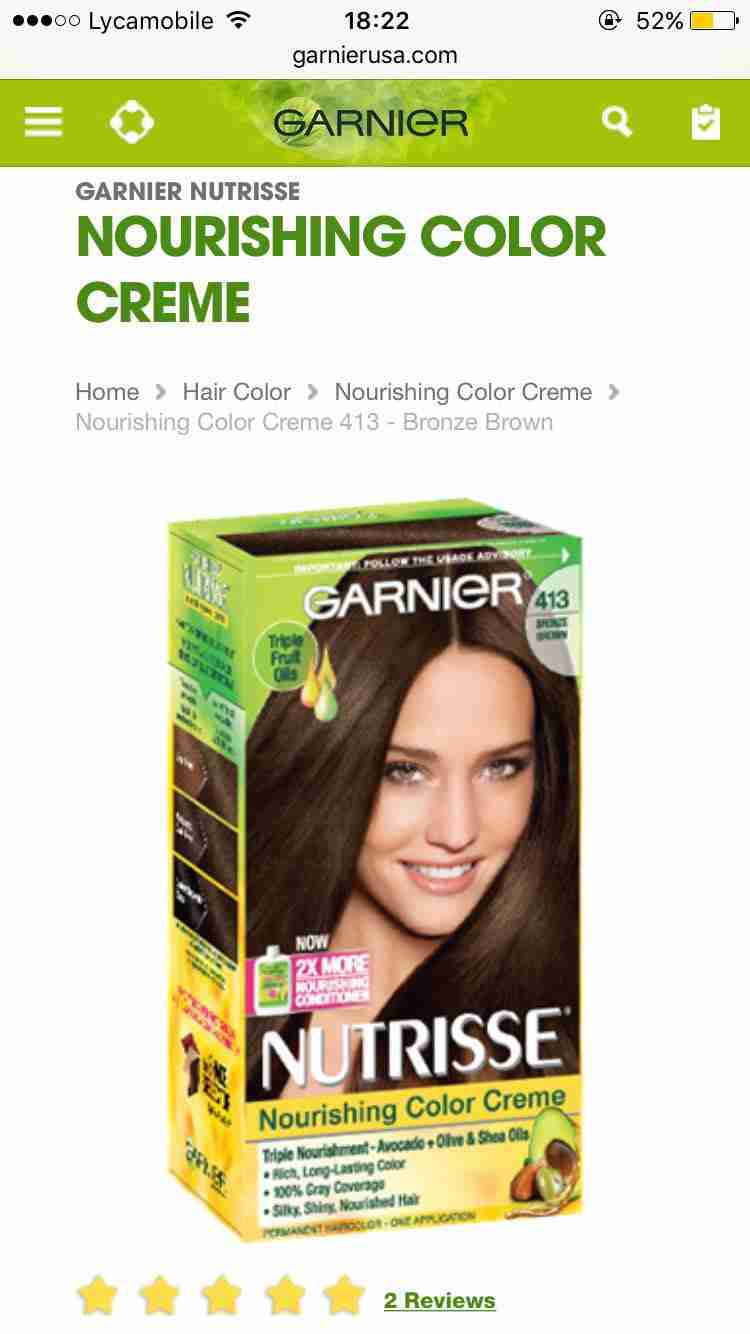 Lycamobile 18:22 52%
garnierusa.com
GARNIER
GARNIER NUTRISSE
NOURISHING COLOR
CREME
Home > Hair Color > Nourishing Color Creme >
Nourishing Color Creme 413 - Bronze Brown
IMPORTANT: FOLLOW THE USAGE ADVISORY
GARNIER
413
BRONZE
BROWN
Triple
Fruit
Oils
NOW
2X MORE
NOURISHING
CONDITIONER
NUTRISSE
Nourishing Color Creme
Triple Nourishment - Avocado + Olive & Shea Oils
• Rich, Long-Lasting Color
• 100% Gray Coverage
• Silky, Shiny, Nourished Hair
PERMANENT HAIRCOLOR - ONE APPLICATION
2 Reviews